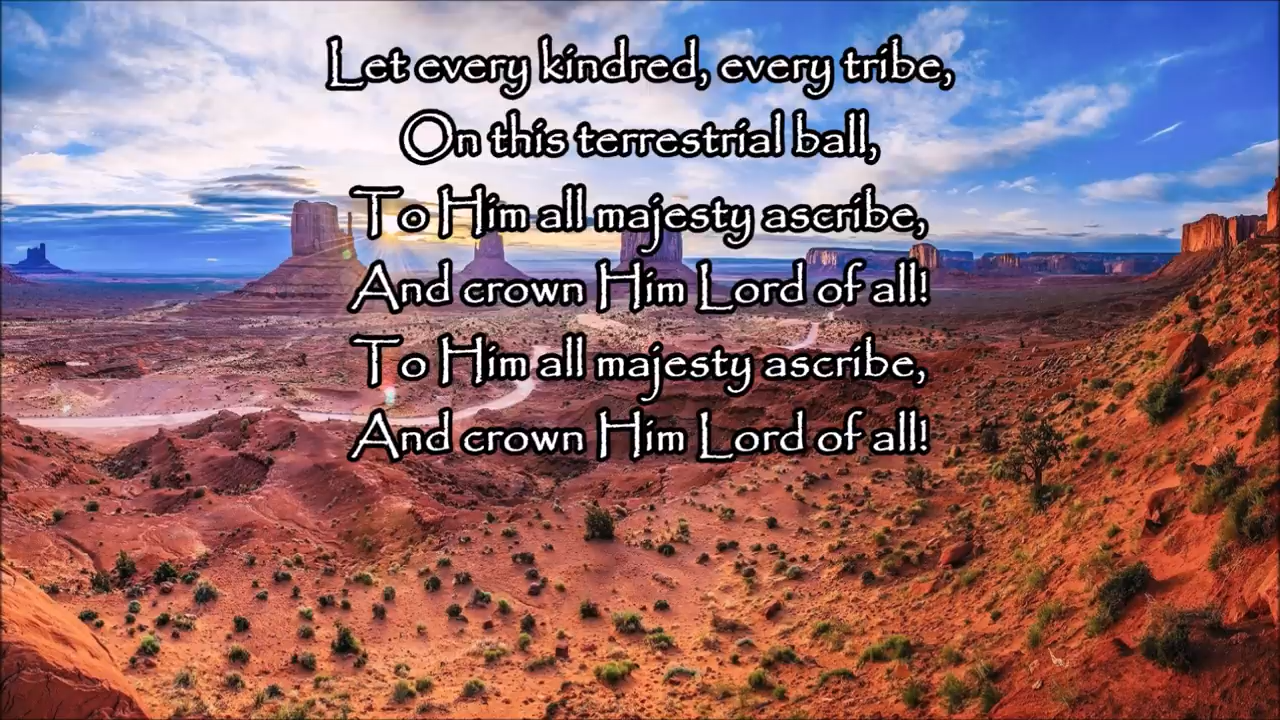 Let every kindred, every tribe,
On this terrestrial ball,
To Him all majesty ascribe,
And crown Him Lord of all!
To Him all majesty ascribe,
And crown Him Lord of all!